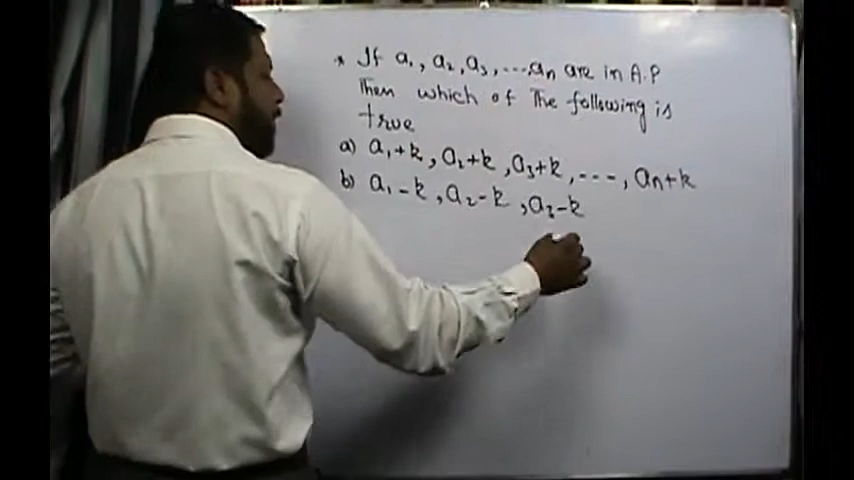 * If a₁, a₂, a₃, ....aₙ are in A.P
Then which of The following is
true
a) a₁+k, a₂+k, a₃+k, ---, aₙ+k
b) a₁-k, a₂-k, a₃-k